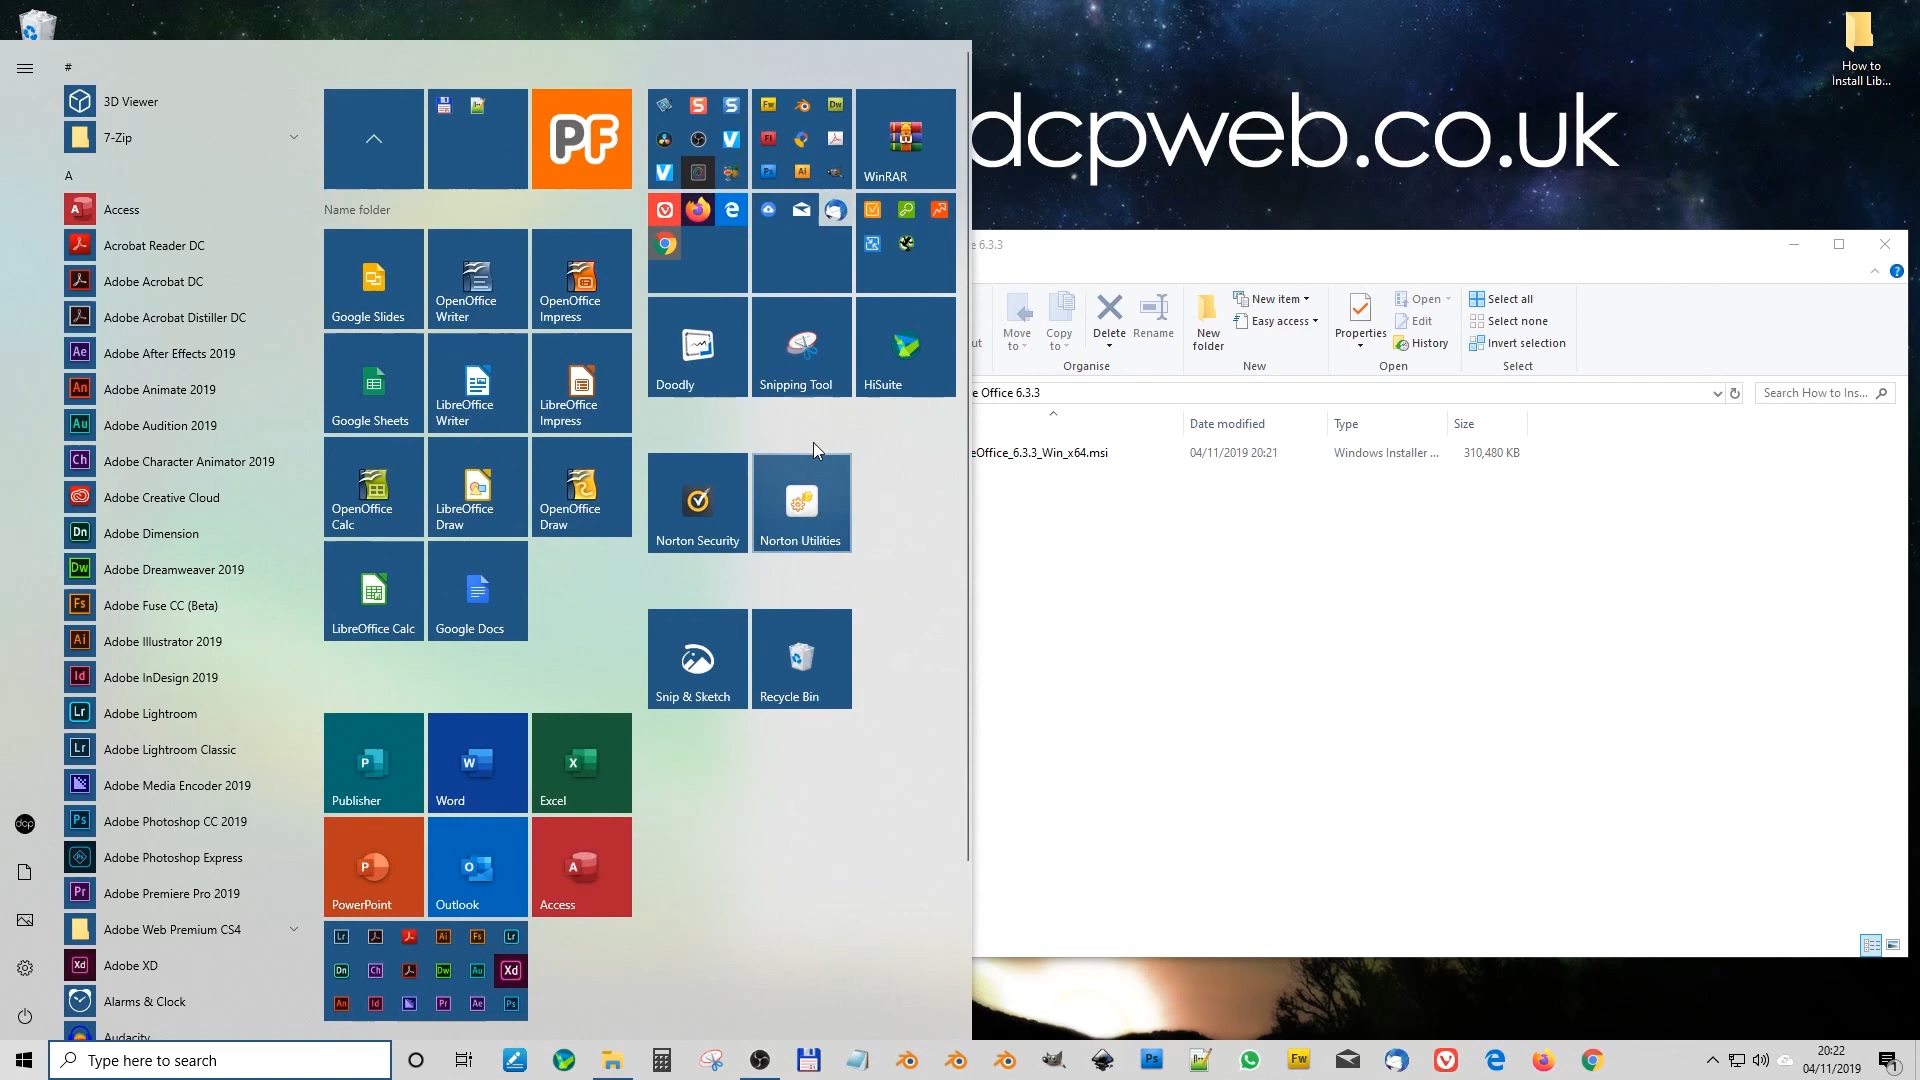 #
3D Viewer
7-Zip
A
Access
Acrobat Reader DC
Adobe Acrobat DC
Adobe Acrobat Distiller DC
Adobe After Effects 2019
Adobe Animate 2019
Adobe Audition 2019
Adobe Character Animator 2019
Adobe Creative Cloud
Adobe Dimension
Adobe Dreamweaver 2019
Adobe Fuse CC (Beta)
Adobe Illustrator 2019
Adobe InDesign 2019
Adobe Lightroom
Adobe Lightroom Classic
Adobe Media Encoder 2019
Adobe Photoshop CC 2019
Adobe Photoshop Express
Adobe Premiere Pro 2019
Adobe Web Premium CS4
Adobe XD
Alarms & Clock
Audacity
dcp
PF
Name folder
Google Slides
OpenOffice Writer
OpenOffice Impress
Google Sheets
LibreOffice Writer
LibreOffice Impress
OpenOffice Calc
LibreOffice Draw
OpenOffice Draw
LibreOffice Calc
Google Docs
Publisher
Word
Excel
PowerPoint
Outlook
Access
WinRAR
Doodly
Snipping Tool
HiSuite
Norton Security
Norton Utilities
Snip & Sketch
Recycle Bin
dcpweb.co.uk
How to
Install Lib...
e 6.3.3
Move to
Copy to
Delete
Rename
Organise
New folder
New item
Easy access
New
Properties
Open
Edit
History
Open
Select all
Select none
Invert selection
Select
e Office 6.3.3
Search How to Ins...
Date modified
Type
Size
eOffice_6.3.3_Win_x64.msi
04/11/2019 20:21
Windows Installer ...
310,480 KB
Type here to search
20:22
04/11/2019